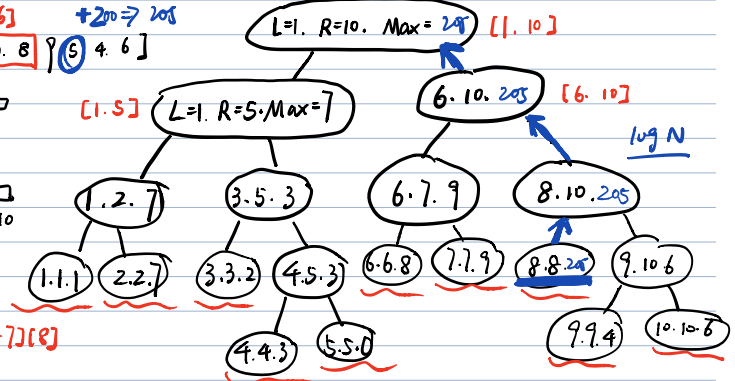 6]
+200 => 205
L=1. R=10. Max=205
[1. 10]
. 8 9 5 4 6]
[1.5]
L=1. R=5. Max=7
6. 10. 205
[6. 10]
log N
1. 2. 7
3. 5. 3
6. 7. 9
8. 10. 205
10
1.1.1
2.2.7
3.3.2
4.5.3
6.6.8
7.7.9
8.8.205
9.10 6
7][8]
4.4.3
5.5.0
9.9.4
10.10.6